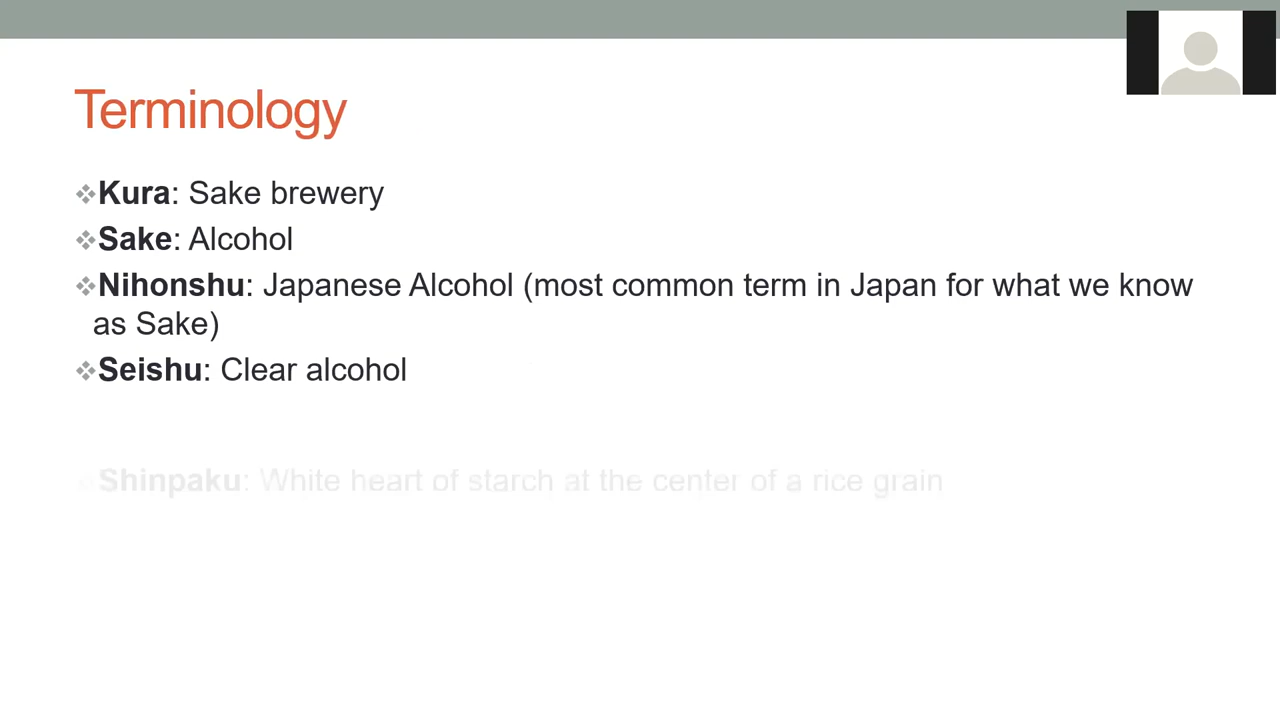 Terminology
Kura: Sake brewery
Sake: Alcohol
Nihonshu: Japanese Alcohol (most common term in Japan for what we know
as Sake)
Seishu: Clear alcohol
Shinpaku: White heart of starch at the center of a rice grain